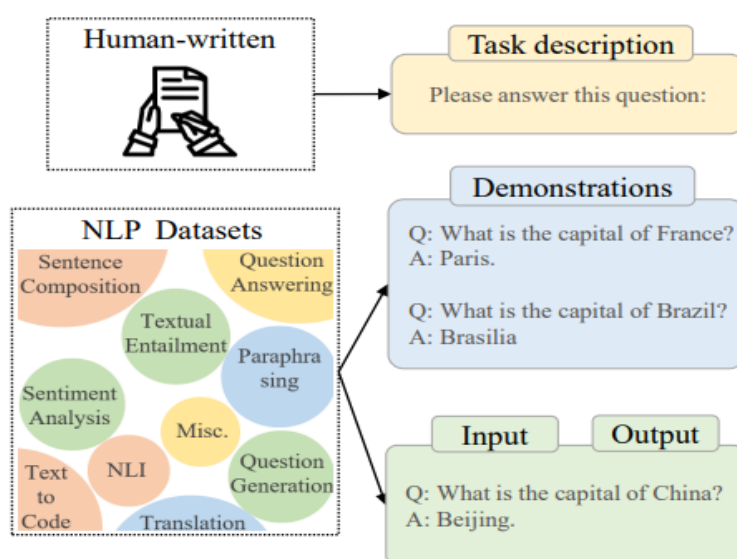 Human-written
Task description
Please answer this question:
Demonstrations
Q: What is the capital of France?
A: Paris.
Q: What is the capital of Brazil?
A: Brasilia
NLP Datasets
Sentence
Composition
Question
Answering
Textual
Entailment
Paraphra
sing
Sentiment
Analysis
Misc.
NLI
Question
Generation
Text
to
Code
Translation
Input
Output
Q: What is the capital of China?
A: Beijing.